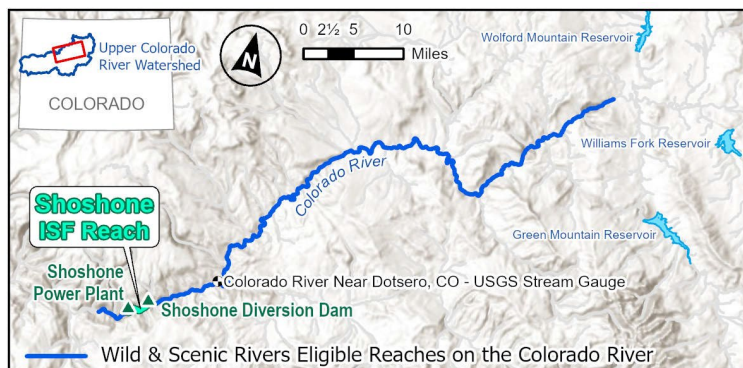 Upper Colorado
River Watershed
COLORADO
N
0 2½ 5 10
Miles
Wolford Mountain Reservoir
Williams Fork Reservoir
Green Mountain Reservoir
Colorado River
Shoshone
ISF Reach
Colorado River Near Dotsero, CO - USGS Stream Gauge
Shoshone
Power Plant
Shoshone Diversion Dam
Wild & Scenic Rivers Eligible Reaches on the Colorado River